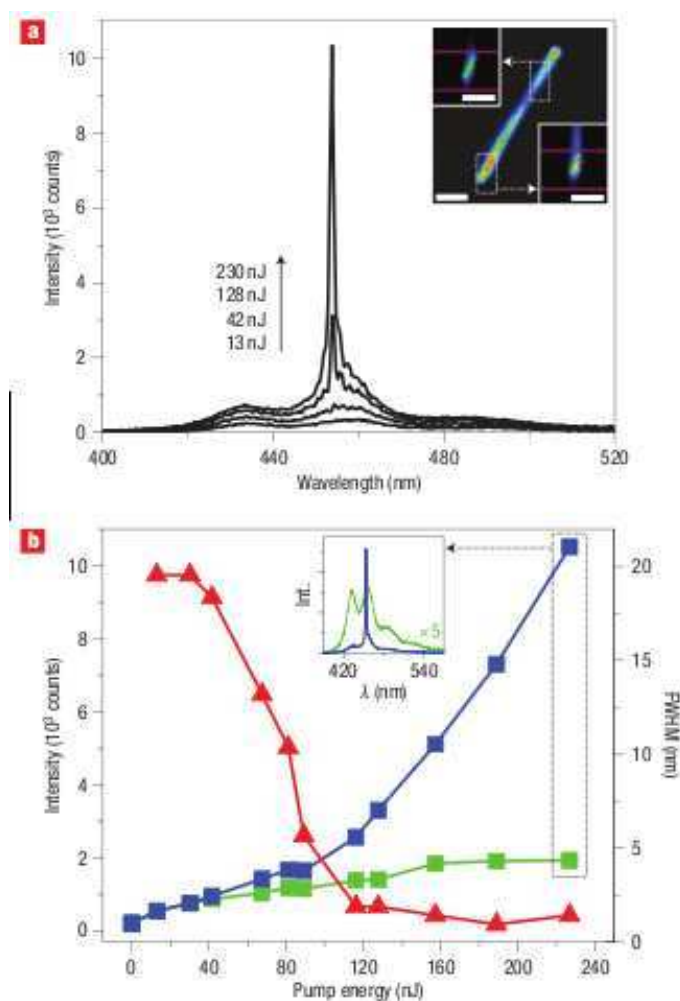 a
10
8
6
4
2
0
Intensity (10³ counts)
230 nJ
128 nJ
42 nJ
13 nJ
400 440 480 520
Wavelength (nm)
b
10
8
6
4
2
0
Intensity (10³ counts)
Int.
×5
420 540
λ (nm)
20
15
10
5
0
FWHM (nm)
0 40 80 120 160 200 240
Pump energy (nJ)